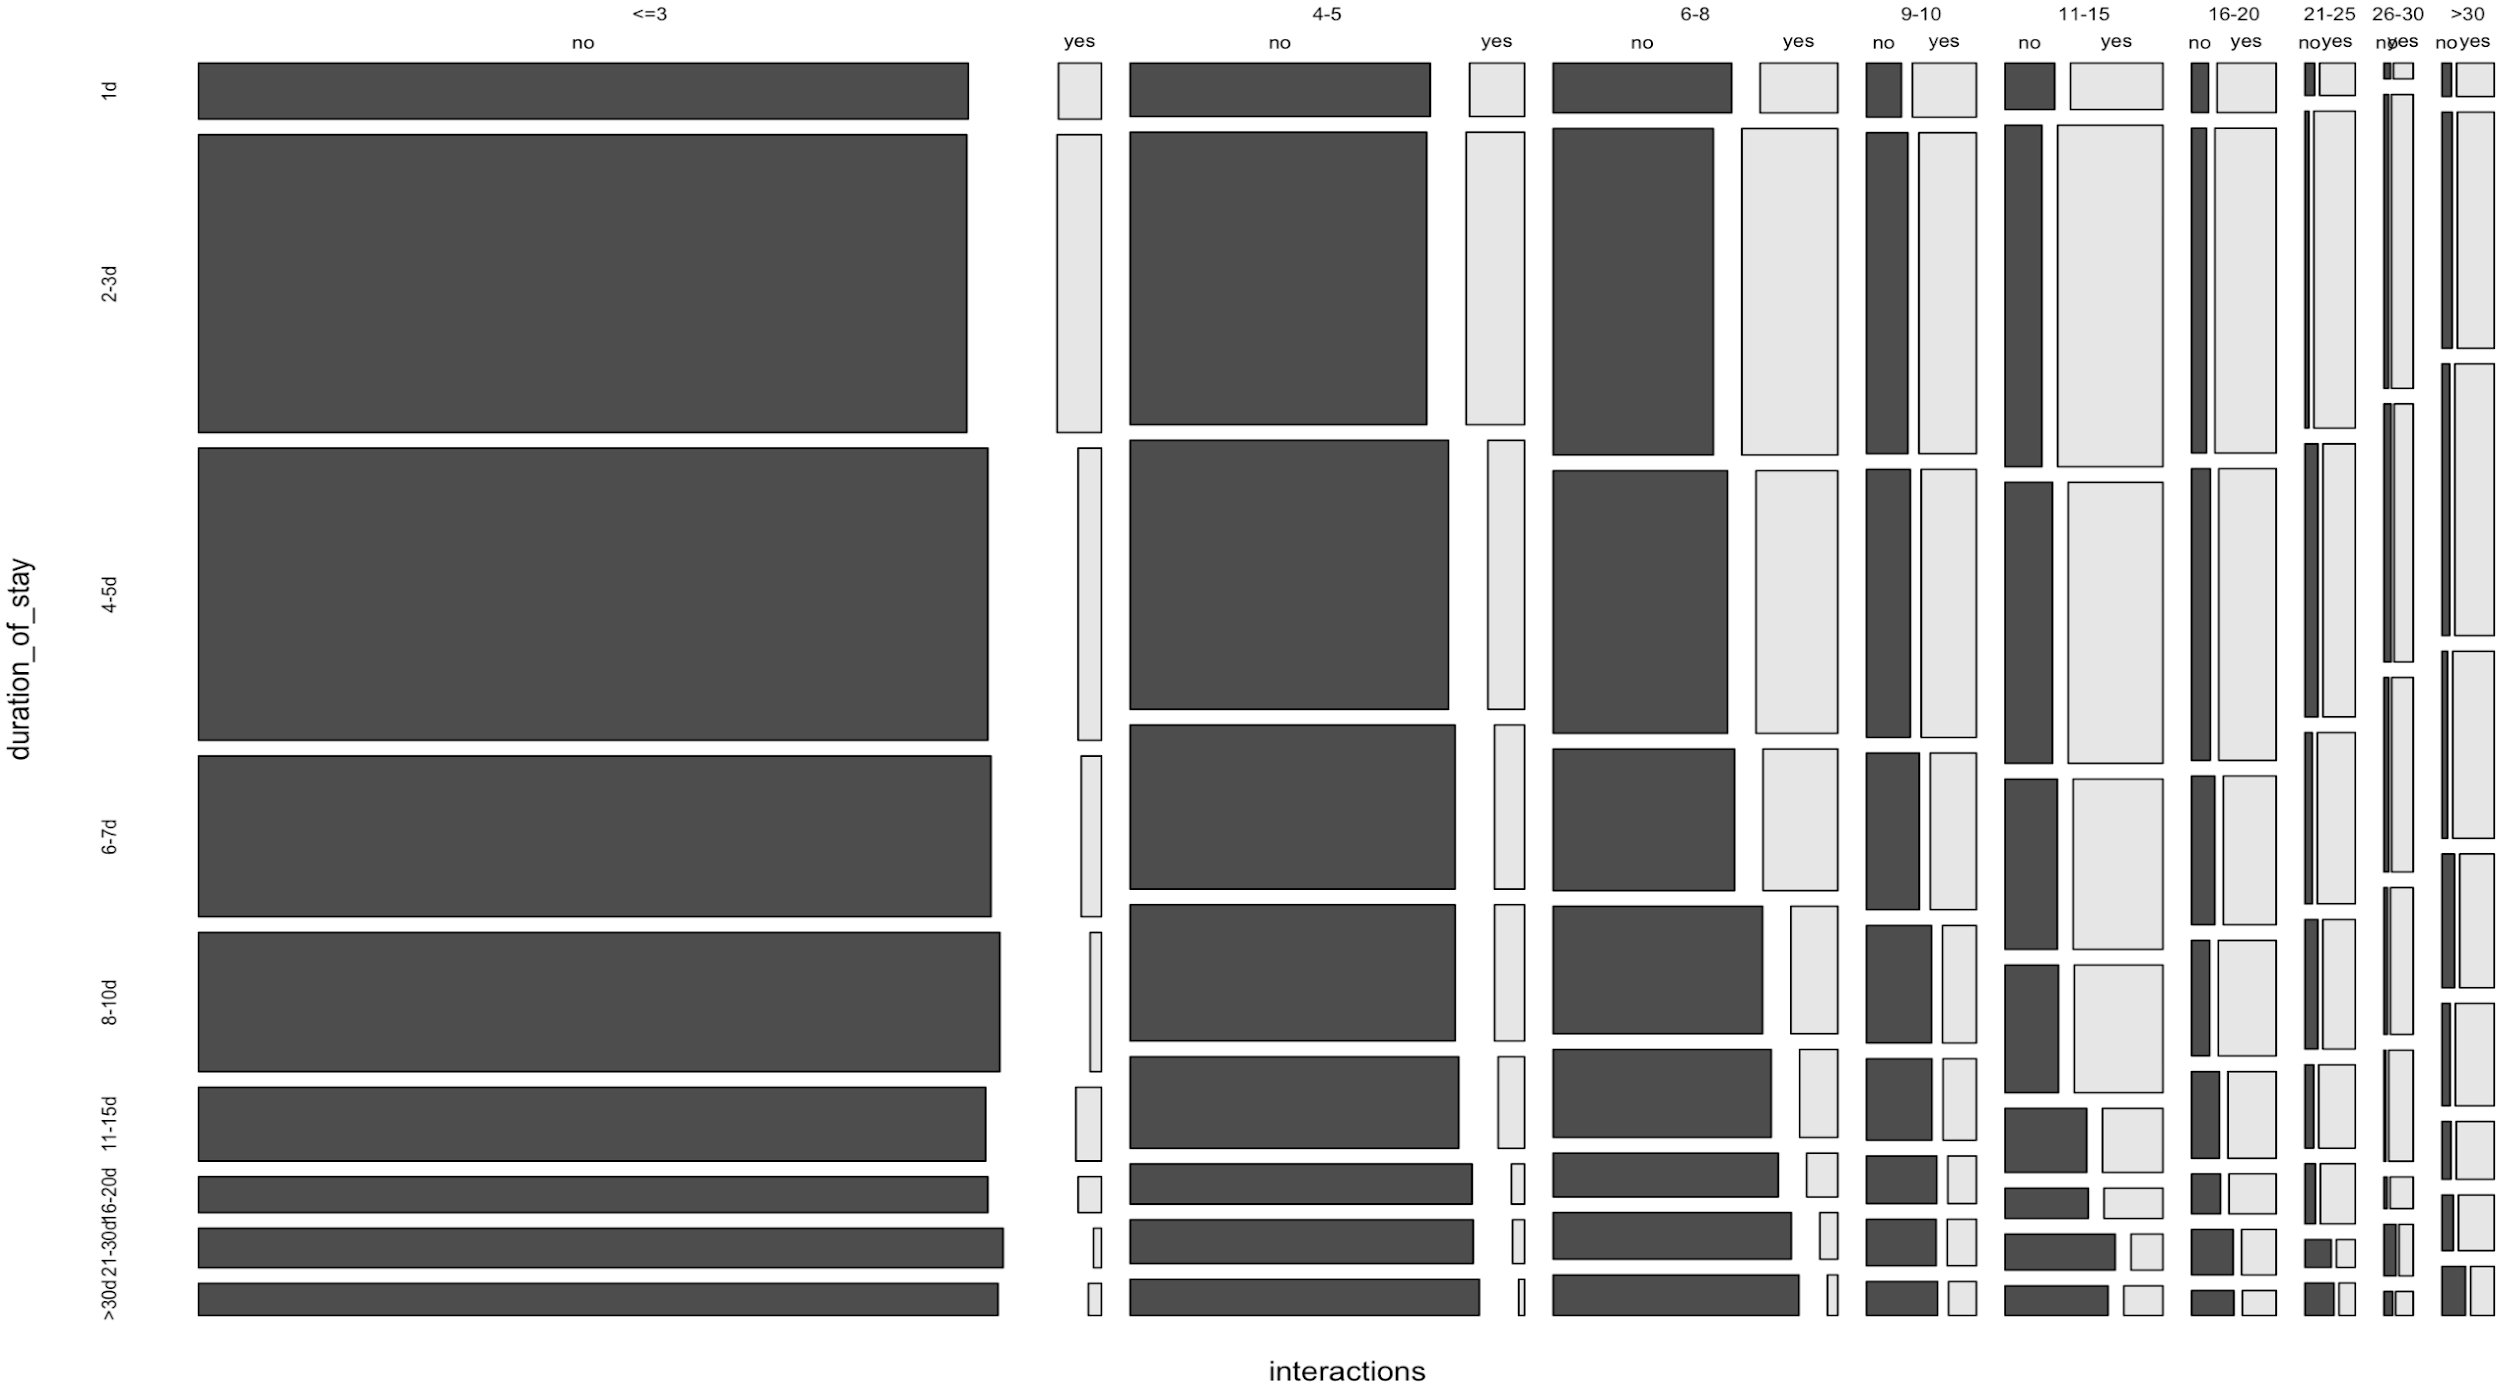 <=3 4-5 6-8 9-10 11-15 16-20 21-25 26-30 >30
no yes no yes no yes no yes no yes no yes no yes no yes no yes
1d
2-3d
4-5d
6-7d
8-10d
11-15d
16-20d
21-30d
>30d
duration_of_stay
interactions